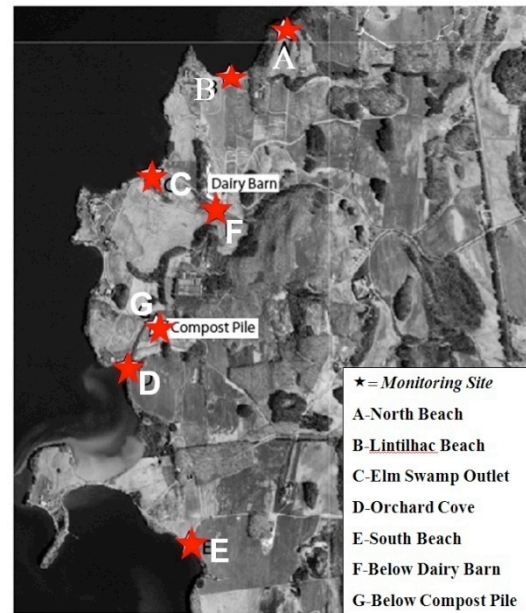 A
B
C
Dairy Barn
F
G
Compost Pile
D
E
★=Monitoring Site
A-North Beach
B-Lintilhac Beach
C-Elm Swamp Outlet
D-Orchard Cove
E-South Beach
F-Below Dairy Barn
G-Below Compost Pile